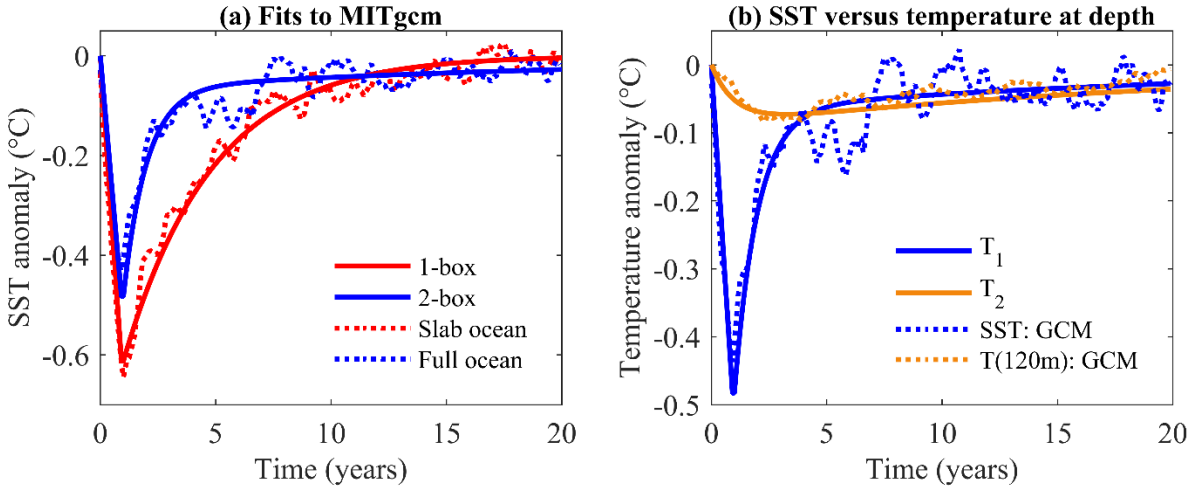 (a) Fits to MITgcm
SST anomaly (°C)
0
-0.2
-0.4
-0.6
1-box
2-box
Slab ocean
Full ocean
0 5 10 15 20
Time (years)
(b) SST versus temperature at depth
Temperature anomaly (°C)
0
-0.1
-0.2
-0.3
-0.4
-0.5
T1
T2
SST: GCM
T(120m): GCM
0 5 10 15 20
Time (years)